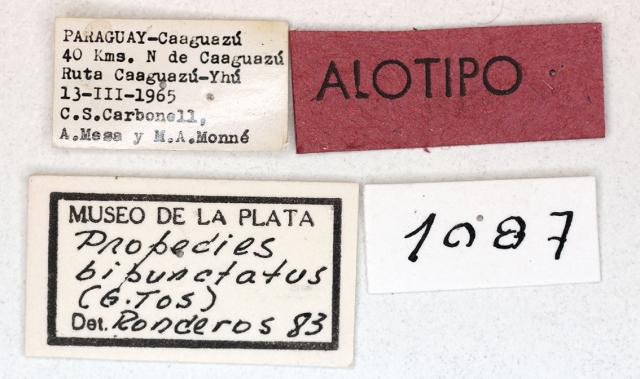 PARAGUAY-Caaguazú
40 Kms. N de Caaguazú
Ruta Caaguazú-Yhú
13-III-1965
C.S.Carbonell,
A.Mesa y M.A.Monné
ALOTIPO
MUSEO DE LA PLATA
Propedies
bipunctatus
(G.Tos)
Det. Ronderos 83
1087